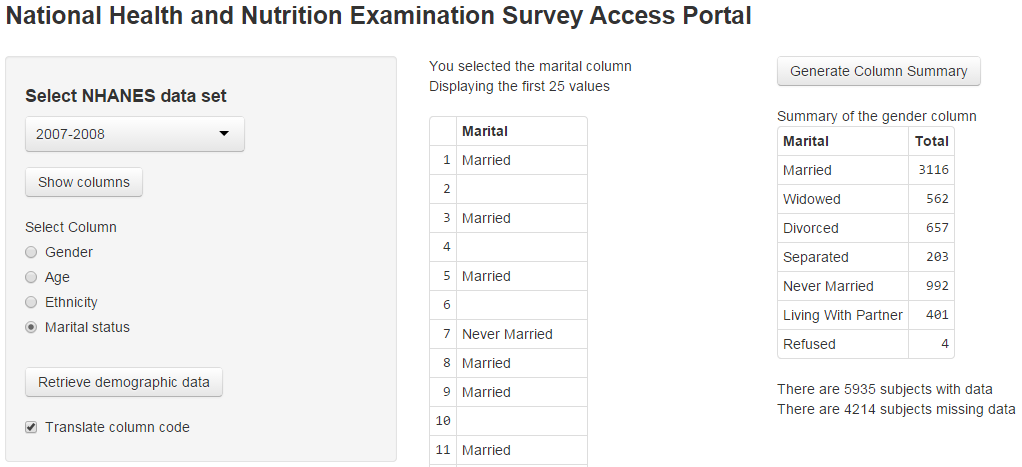 National Health and Nutrition Examination Survey Access Portal
Select NHANES data set
2007-2008
Show columns
Select Column
Gender
Age
Ethnicity
Marital status
Retrieve demographic data
Translate column code
You selected the marital column
Displaying the first 25 values
Marital
1 Married
2
3 Married
4
5 Married
6
7 Never Married
8 Married
9 Married
10
11 Married
Generate Column Summary
Summary of the gender column
Marital Total
Married 3116
Widowed 562
Divorced 657
Separated 203
Never Married 992
Living With Partner 401
Refused 4
There are 5935 subjects with data
There are 4214 subjects missing data